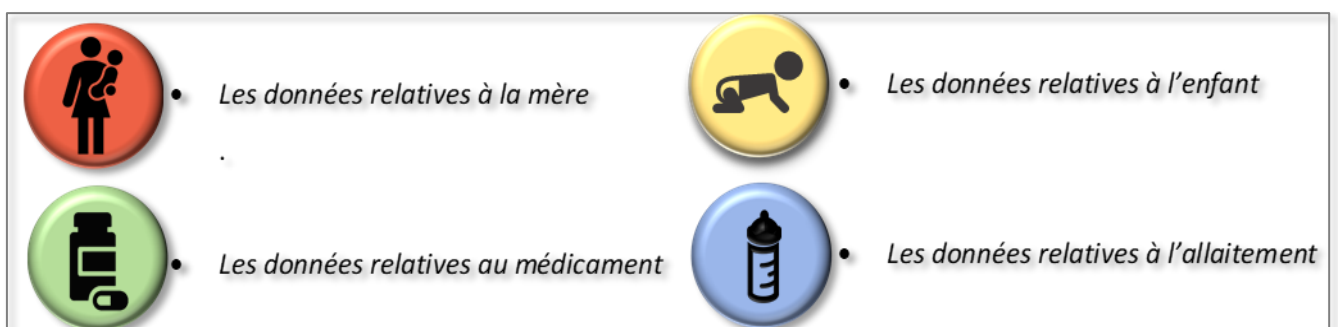 • Les données relatives à la mère
.
• Les données relatives à l’enfant
• Les données relatives au médicament
• Les données relatives à l’allaitement